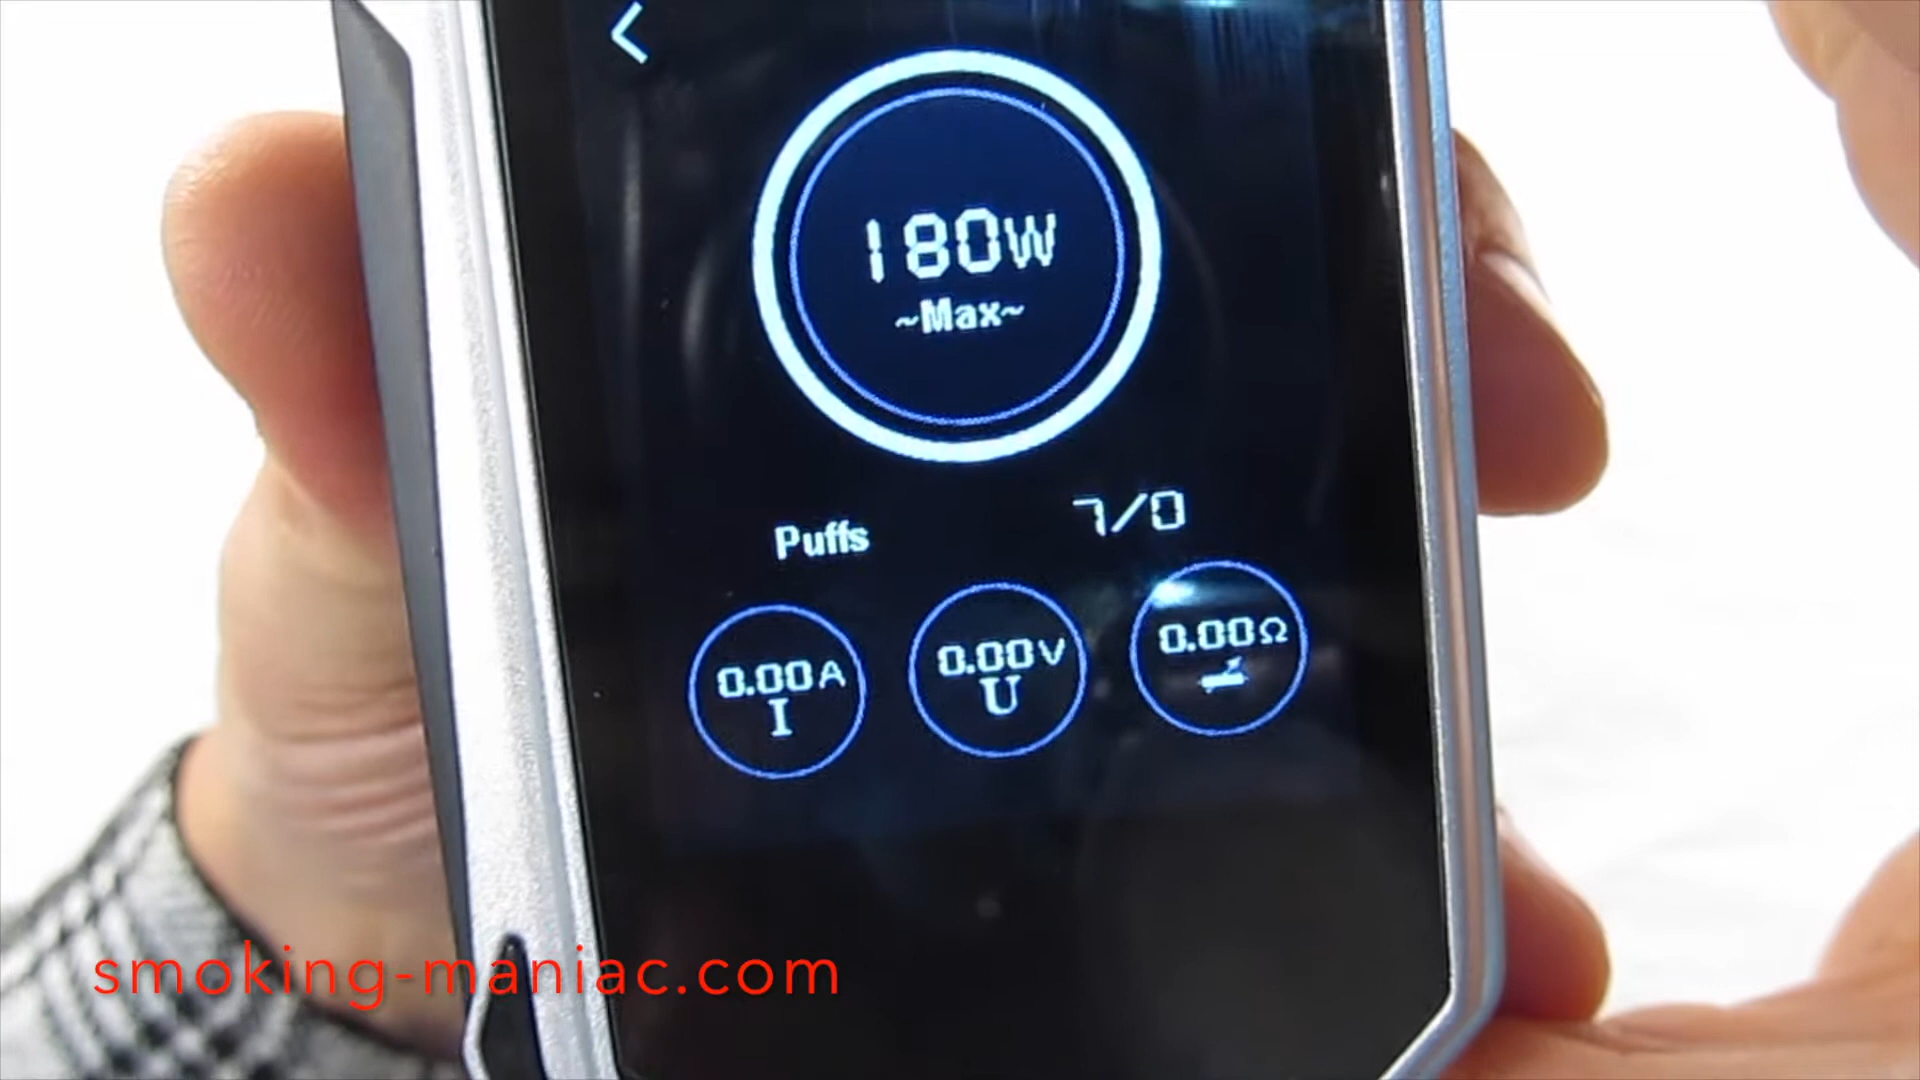 180W
~Max~
Puffs 7/0
0.00A 0.00V 0.00Ω
I U
smoking-maniac.com